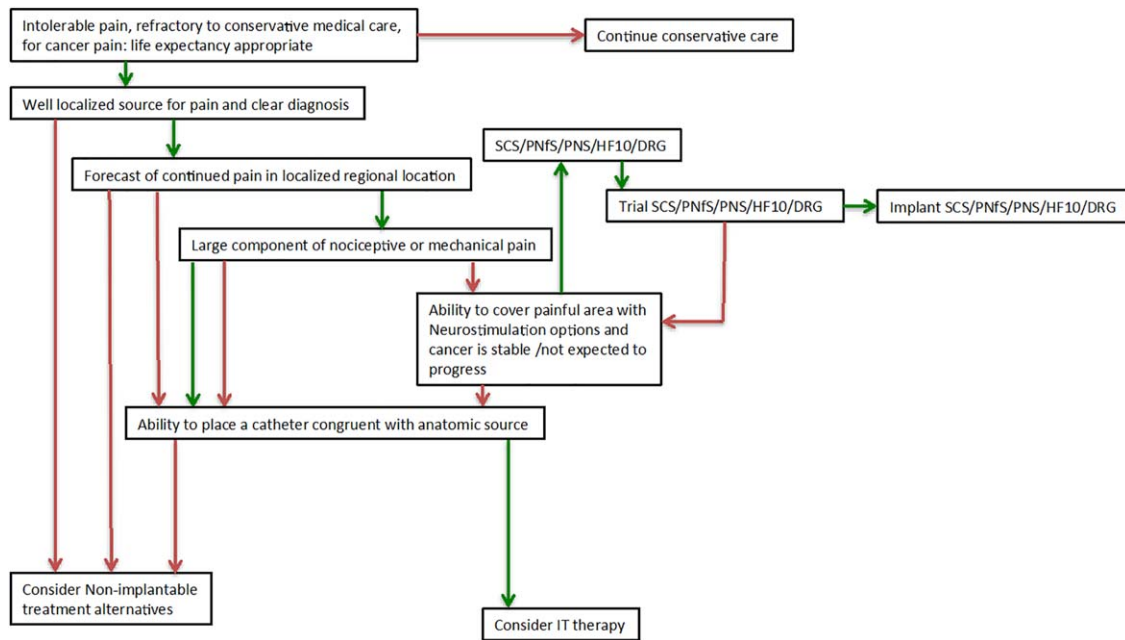 Intolerable pain, refractory to conservative medical care,
for cancer pain: life expectancy appropriate
Continue conservative care
Well localized source for pain and clear diagnosis
SCS/PNfS/PNS/HF10/DRG
Forecast of continued pain in localized regional location
Trial SCS/PNfS/PNS/HF10/DRG
Implant SCS/PNfS/PNS/HF10/DRG
Large component of nociceptive or mechanical pain
Ability to cover painful area with
Neurostimulation options and
cancer is stable /not expected to
progress
Ability to place a catheter congruent with anatomic source
Consider Non-implantable
treatment alternatives
Consider IT therapy